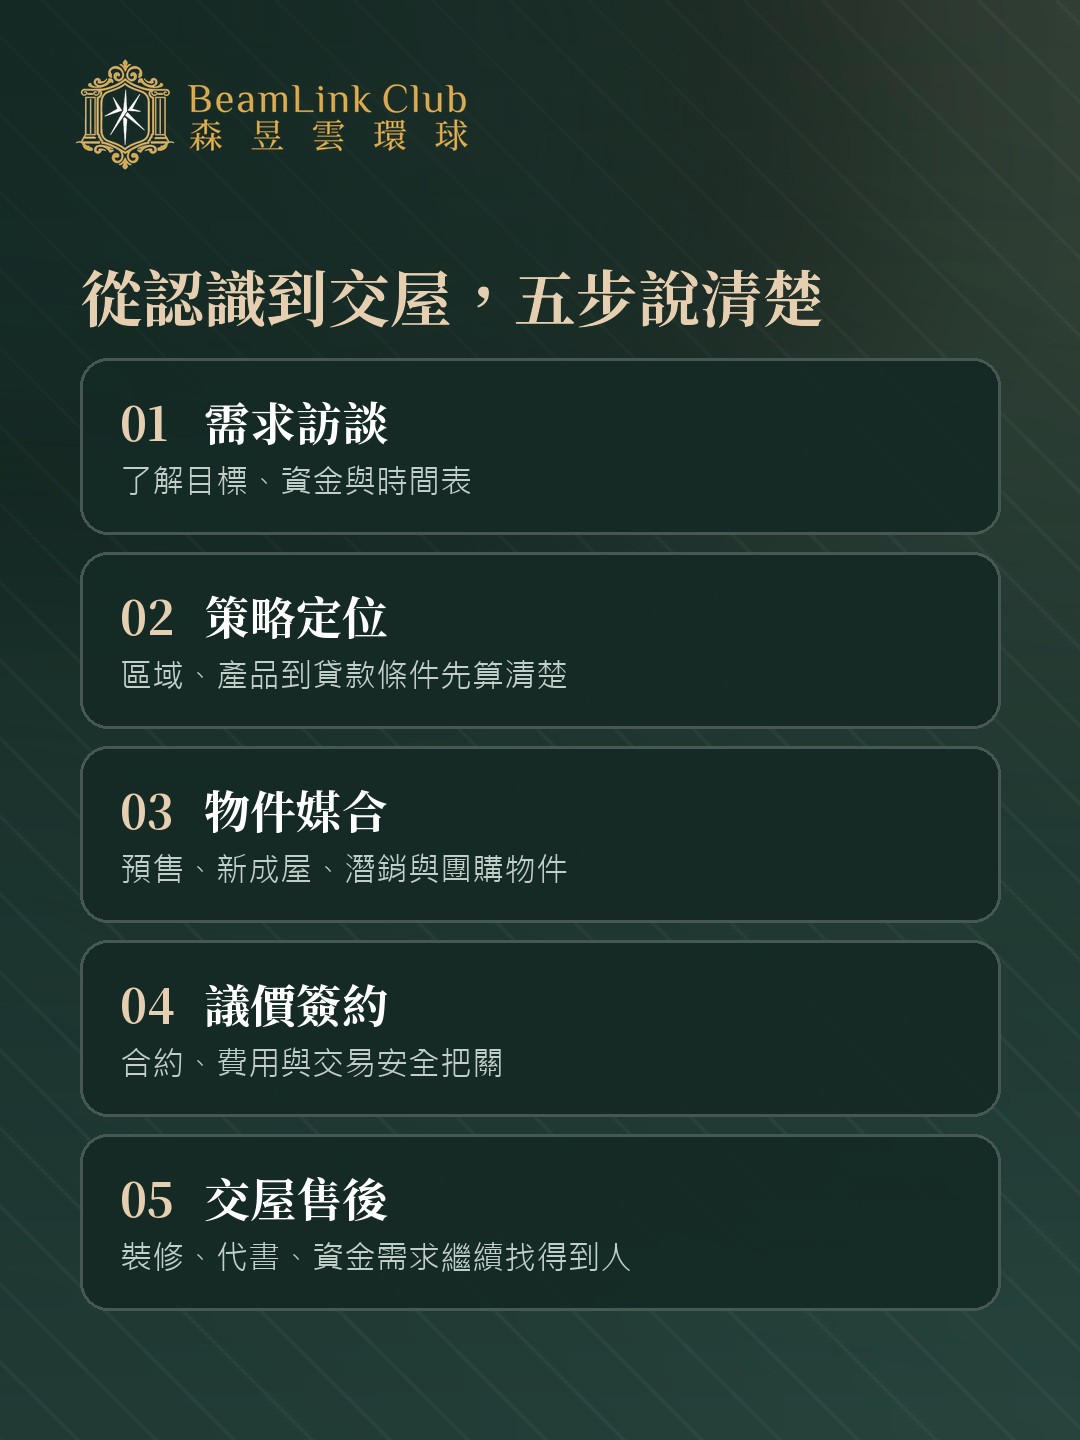 BeamLink Club
森昱雲環球
從認識到交屋，五步說清楚
01 需求訪談
了解目標、資金與時間表
02 策略定位
區域、產品到貸款條件先算清楚
03 物件媒合
預售、新成屋、潛銷與團購物件
04 議價簽約
合約、費用與交易安全把關
05 交屋售後
裝修、代書、資金需求繼續找得到人